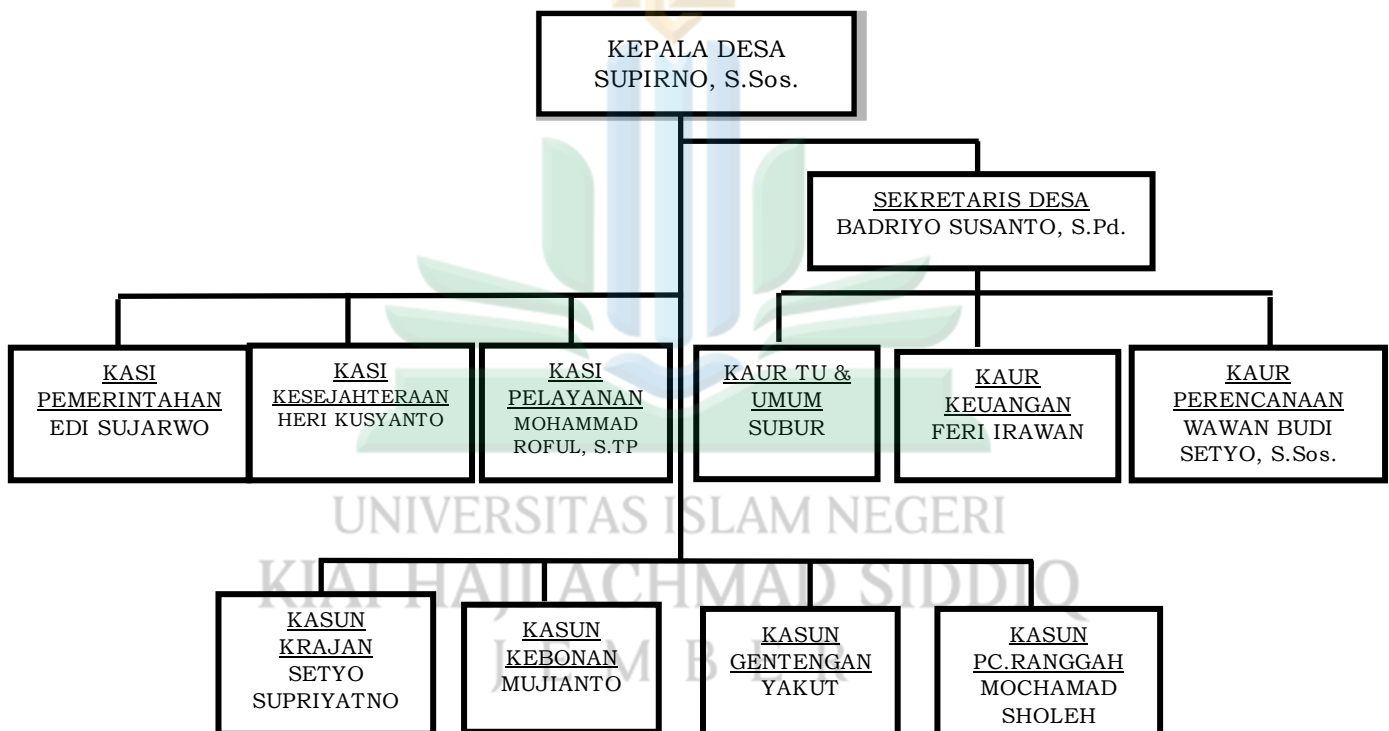 KEPALA DESA
SUPIRNO, S.Sos.
SEKRETARIS DESA
BADRIYO SUSANTO, S.Pd.
KASI
PEMERINTAHAN
EDI SUJARWO
KASI
KESEJAHTERAAN
HERI KUSYANTO
KASI
PELAYANAN
MOHAMMAD
ROFUL, S.TP
KAUR TU &
UMUM
SUBUR
KAUR
KEUANGAN
FERI IRAWAN
KAUR
PERENCANAAN
WAWAN BUDI
SETYO, S.Sos.
UNIVERSITAS ISLAM NEGERI
KIAI HAJI ACHMAD SIDDIQ
JEMBER
KASUN
KRAJAN
SETYO
SUPRIYATNO
KASUN
KEBONAN
MUJIANTO
KASUN
GENTENGAN
YAKUT
KASUN
PC.RANGGAH
MOCHAMAD
SHOLEH